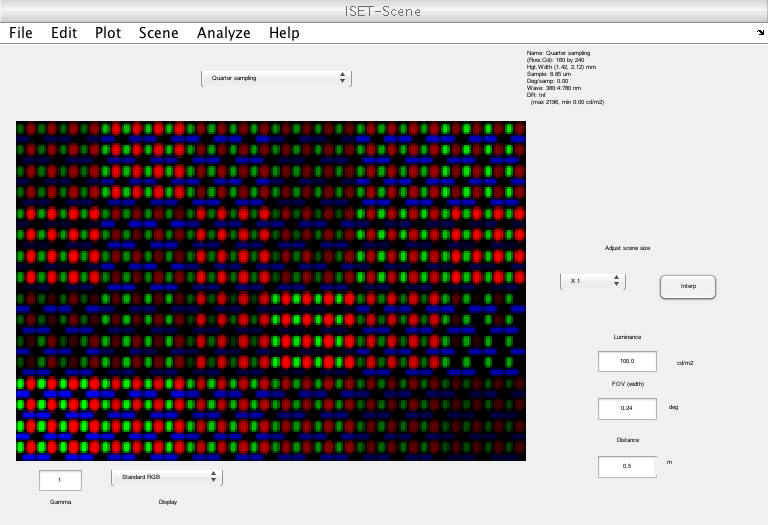 ISET-Scene
File Edit Plot Scene Analyze Help
Quarter sampling
Name: Quarter sampling
(Row,Col): 160 by 240
Hgt,Width (1.42, 2.12) mm
Sample: 8.85 um
Deg/samp: 0.00
Wave: 380:4:780 nm
DR: Inf
(max 2196, min 0.00 cd/m2)
Adjust scene size
X 1
Interp
Luminance
100.0 cd/m2
FOV (width)
0.24 deg
Distance
0.5 m
1 Standard RGB
Gamma Display